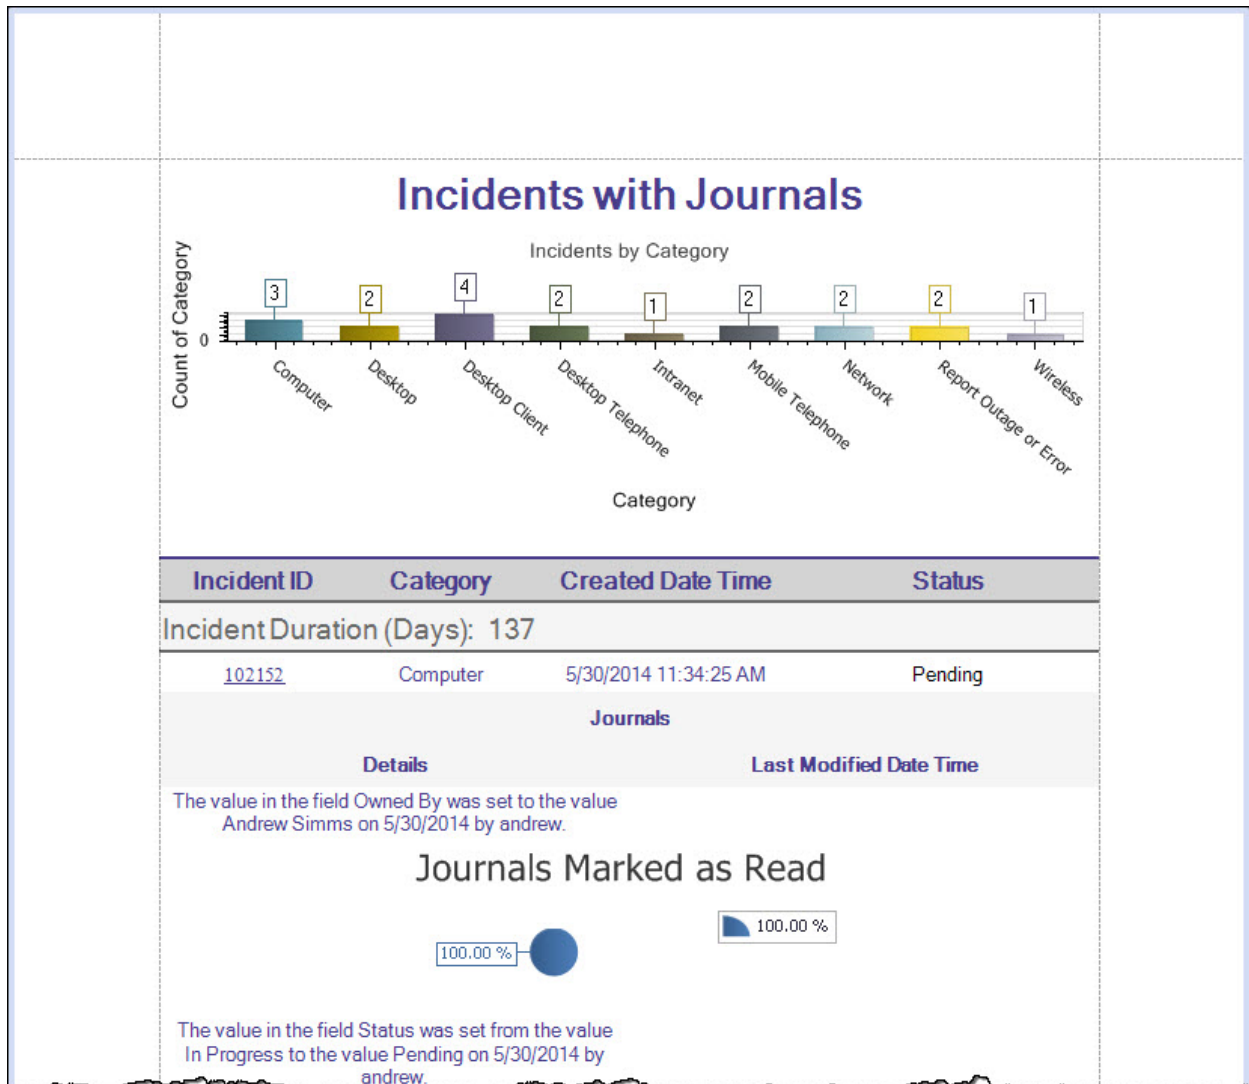 Incidents with Journals
Incidents by Category
Count of Category
3 2 4 2 1 2 2 2 1
0
Computer
Desktop
Desktop Client
Desktop Telephone
Intranet
Mobile Telephone
Network
Report Outage or Error
Wireless
Category
Incident ID Category Created Date Time Status
Incident Duration (Days): 137
102152 Computer 5/30/2014 11:34:25 AM Pending
Journals
Details Last Modified Date Time
The value in the field Owned By was set to the value
Andrew Simms on 5/30/2014 by andrew.
Journals Marked as Read
100.00 %
100.00 %
The value in the field Status was set from the value
In Progress to the value Pending on 5/30/2014 by
andrew.